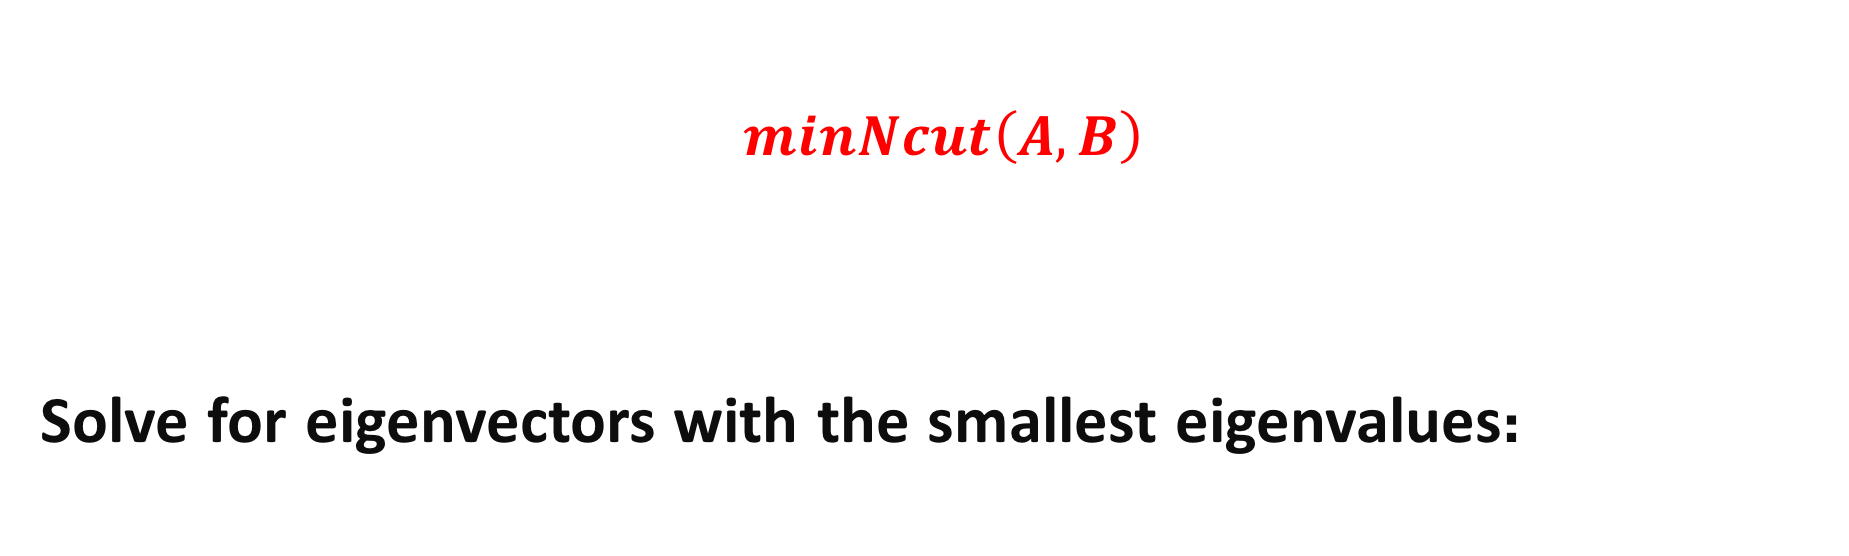 minNcut(A, B)
Solve for eigenvectors with the smallest eigenvalues: